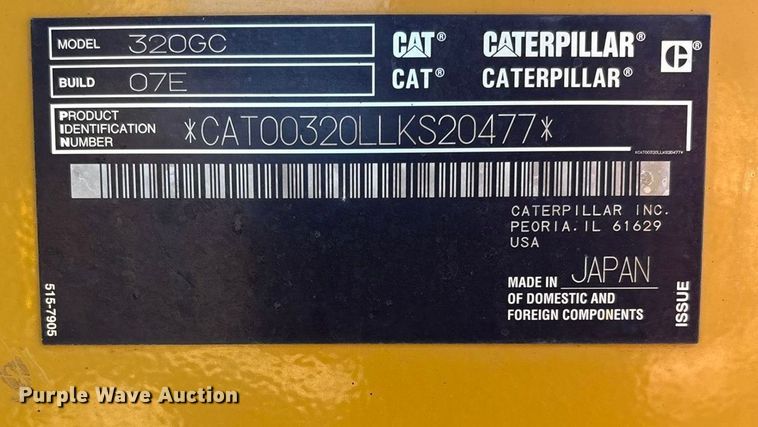 MODEL 320GC
BUILD 07E
CAT® CATERPILLAR® C®
CAT® CATERPILLAR®
PRODUCT
IDENTIFICATION
NUMBER
*CAT00320LLKS20477*
*CAT00320LLKS20477*
CATERPILLAR INC.
PEORIA. IL 61629
USA
MADE IN JAPAN
OF DOMESTIC AND
FOREIGN COMPONENTS
515-7905
ISSUE
Purple Wave Auction